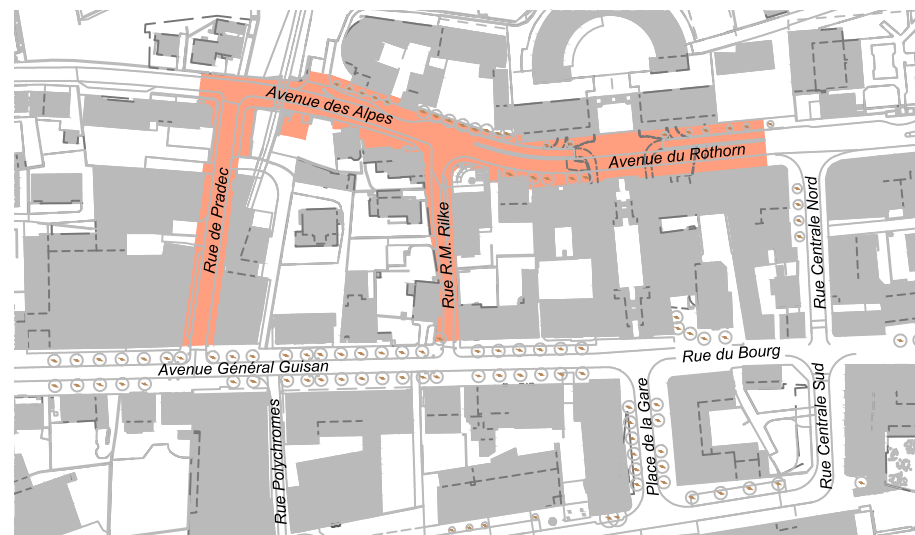 Avenue des Alpes
Avenue du Rothorn
Rue de Pradec
Rue R.M. Rilke
Rue Centrale Nord
Rue du Bourg
Avenue Général Guisan
Rue Polychromes
Place de la Gare
Rue Centrale Sud